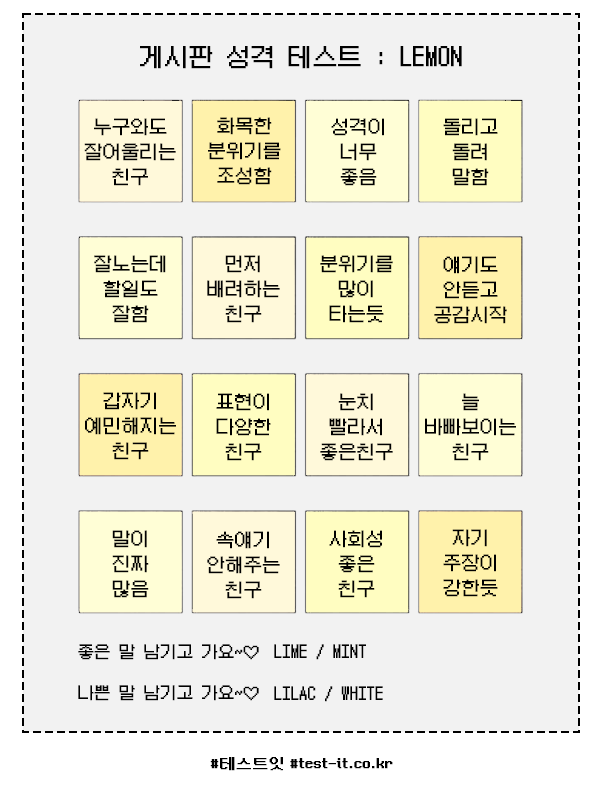 게시판 성격 테스트 : LEMON
누구와도
잘어울리는
친구
화목한
분위기를
조성함
성격이
너무
좋음
돌리고
돌려
말함
잘노는데
할일도
잘함
먼저
배려하는
친구
분위기를
많이
타는듯
얘기도
안듣고
공감시작
갑자기
예민해지는
친구
표현이
다양한
친구
눈치
빨라서
좋은친구
늘
바빠보이는
친구
말이
진짜
많음
속얘기
안해주는
친구
사회성
좋은
친구
자기
주장이
강한듯
좋은 말 남기고 가요~♡ LIME / MINT
나쁜 말 남기고 가요~♡ LILAC / WHITE
#테스트잇 #test-it.co.kr